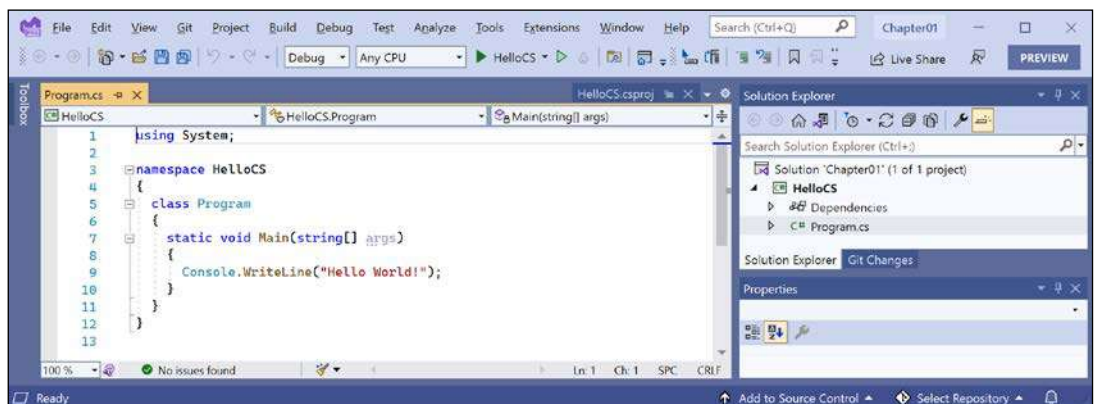 File Edit View Git Project Build Debug Test Analyze Tools Extensions Window Help Search (Ctrl+Q) Chapter01
Debug Any CPU HelloCS Live Share PREVIEW
Toolbox
Program.cs HelloCS.csproj
HelloCS HelloCS.Program Main(string[] args)
1 using System;
2
3 namespace HelloCS
4 {
5 class Program
6 {
7 static void Main(string[] args)
8 {
9 Console.WriteLine("Hello World!");
10 }
11 }
12 }
13
100 % No issues found Ln: 1 Ch: 1 SPC CRLF
Solution Explorer
Search Solution Explorer (Ctrl+;)
Solution 'Chapter01' (1 of 1 project)
HelloCS
Dependencies
C# Program.cs
Solution Explorer Git Changes
Properties
Ready Add to Source Control Select Repository